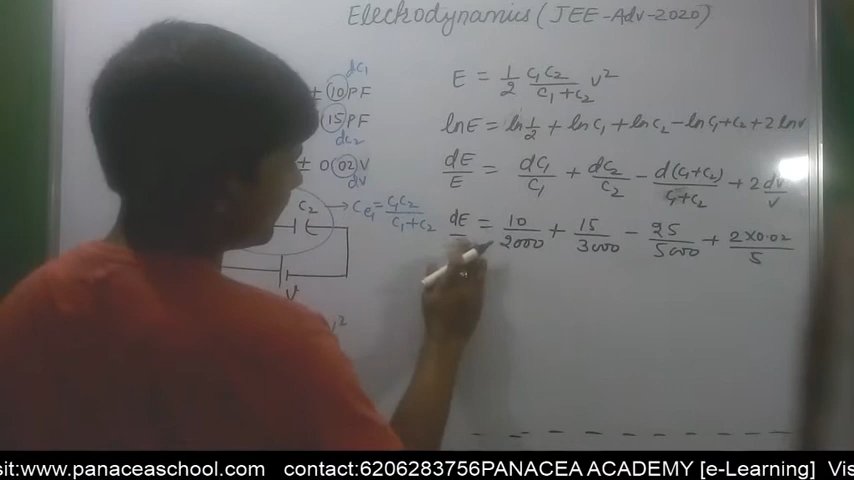 Electrodynamics (JEE-Adv-2020)
dC1
± 10 PF
15 PF
dC2
± 0.02 V
dV
C2
→ Ceq = C1C2 / C1+C2
V
E = 1/2 C1C2 / C1+C2 V²
lnE = ln 1/2 + lnC1 + lnC2 - lnC1+C2 + 2 lnV
dE/E = dC1/C1 + dC2/C2 - d(C1+C2)/C1+C2 + 2 dV/V
dE = 10/2000 + 15/3000 - 25/5000 + 2×0.02/5
sit:www.panaceaschool.com contact:6206283756PANACEA ACADEMY [e-Learning] Vis